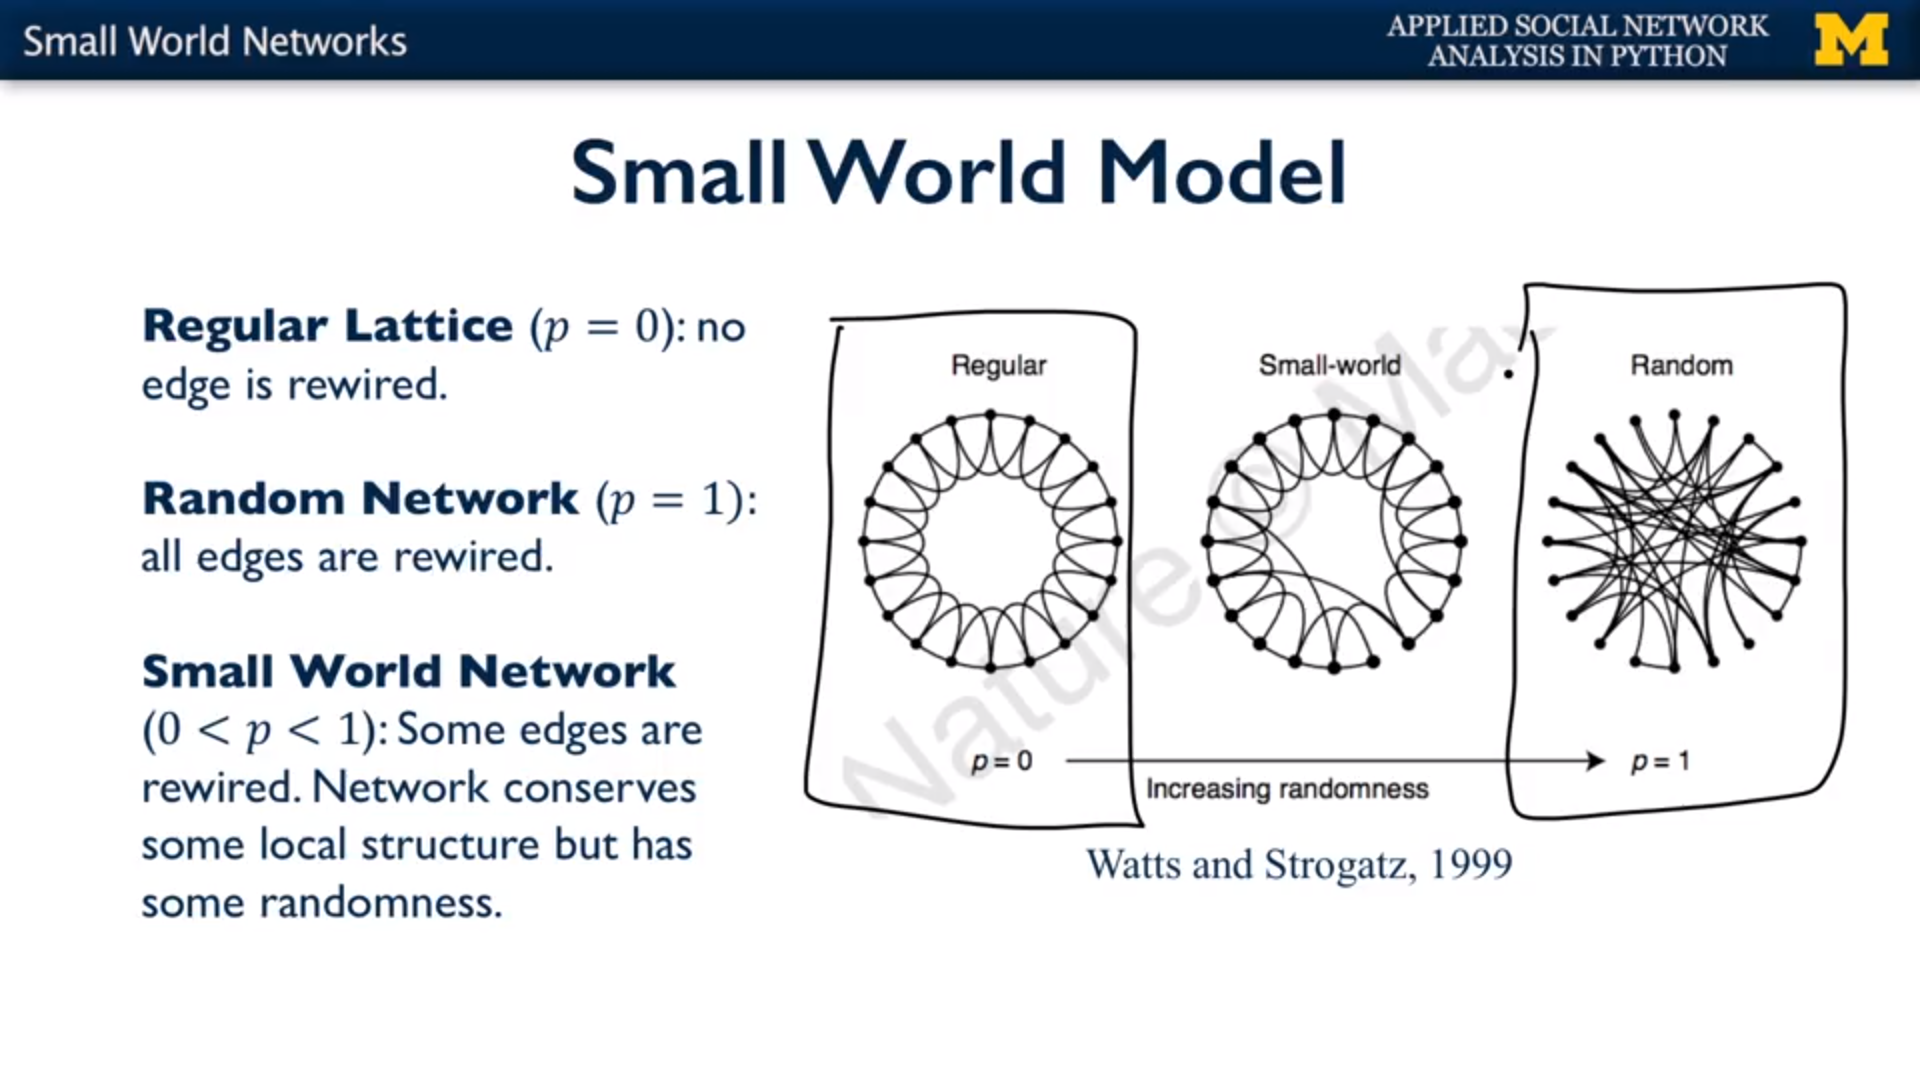 Small World Networks
APPLIED SOCIAL NETWORK
ANALYSIS IN PYTHON
M
Small World Model
Regular Lattice (p = 0): no
edge is rewired.
Random Network (p = 1):
all edges are rewired.
Small World Network
(0 < p < 1): Some edges are
rewired. Network conserves
some local structure but has
some randomness.
Regular
Small-world
Random
Nature © Ma
p = 0
p = 1
Increasing randomness
Watts and Strogatz, 1999